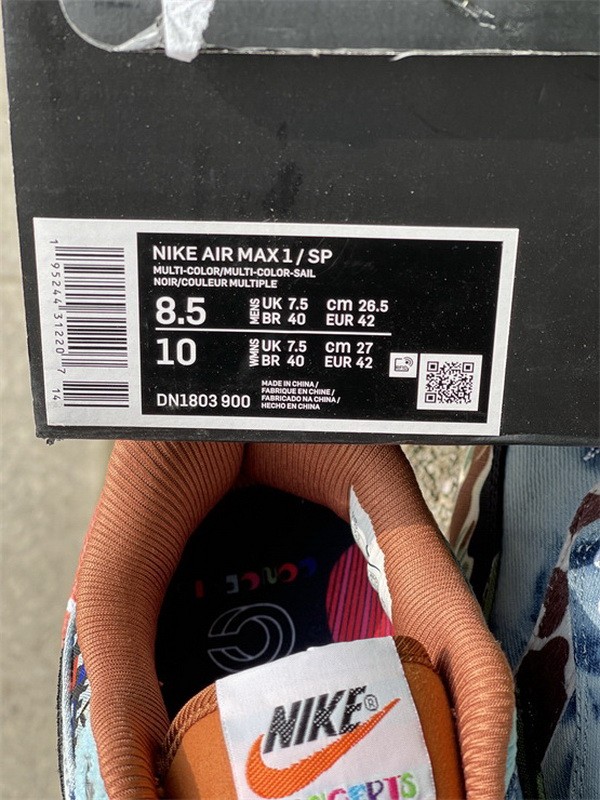 NIKE AIR MAX 1 / SP
MULTI-COLOR/MULTI-COLOR-SAIL
NOIR/COULEUR MULTIPLE
8.5 MENS UK 7.5 cm 26.5
BR 40 EUR 42
10 WMNS UK 7.5 cm 27
BR 40 EUR 42
DN1803 900
MADE IN CHINA /
FABRIQUE EN CHINE /
FABRICADO NA CHINA /
HECHO EN CHINA
1 95244 31220 7 14
NIKE®